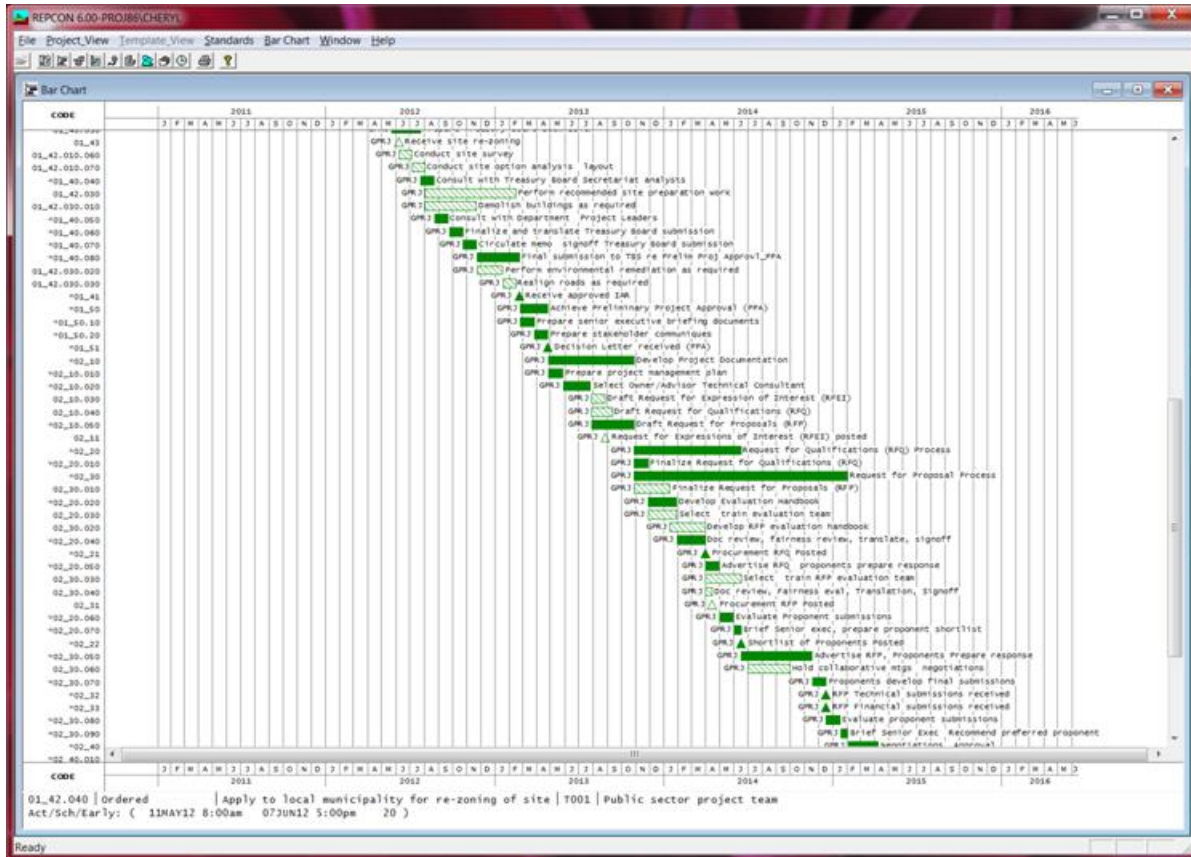 REPCON 6.00-PROJ86\CHERYL
File Project_View Template_View Standards Bar Chart Window Help
Bar Chart
CODE 2011 2012 2013 2014 2015 2016
J F M A M J J A S O N D J F M A M J J A S O N D J F M A M J J A S O N D J F M A M J J A S O N D J F M A M J J A S O N D J F M A M J
01_43 GPRJ Receive site re-zoning
01_42.010.060 GPRJ Conduct site survey
01_42.010.070 GPRJ Conduct site option analysis layout
*01_40.040 GPRJ Consult with Treasury Board Secretariat analysts
01_42.030 GPRJ Perform recommended site preparation work
01_42.030.010 GPRJ Demolish buildings as required
*01_40.050 GPRJ Consult with Department Project Leaders
*01_40.060 GPRJ Finalize and translate Treasury Board submission
*01_40.070 GPRJ Circulate memo signoff Treasury Board submission
*01_40.080 GPRJ Final submission to TBS re Prelim Proj Approvl_PPA
01_42.030.020 GPRJ Perform environmental remediation as required
01_42.030.030 GPRJ Realign roads as required
*01_41 GPRJ Receive approved IAR
*01_50 GPRJ Achieve Preliminary Project Approval (PPA)
*01_50.10 GPRJ Prepare senior executive briefing documents
*01_50.20 GPRJ Prepare stakeholder communiques
*01_51 GPRJ Decision Letter received (PPA)
*02_10 GPRJ Develop Project Documentation
*02_10.010 GPRJ Prepare project management plan
*02_10.020 GPRJ Select Owner/Advisor Technical Consultant
02_10.030 GPRJ Draft Request for Expression of Interest (RFEI)
02_10.040 GPRJ Draft Request for Qualifications (RFQ)
*02_10.050 GPRJ Draft Request for Proposals (RFP)
02_11 GPRJ Request for Expressions of Interest (RFEI) posted
*02_20 GPRJ Request for Qualifications (RFQ) Process
*02_20.010 GPRJ Finalize Request for Qualifications (RFQ)
*02_30 GPRJ Request for Proposal Process
02_30.010 GPRJ Finalize Request for Proposals (RFP)
*02_20.020 GPRJ Develop Evaluation Handbook
02_20.030 GPRJ Select train evaluation team
02_30.020 GPRJ Develop RFP evaluation handbook
*02_20.040 GPRJ Doc review, fairness review, translate, signoff
*02_21 GPRJ Procurement RFQ Posted
*02_20.050 GPRJ Advertise RFQ proponents prepare response
02_30.030 GPRJ Select train RFP evaluation team
02_30.040 GPRJ Doc review, Fairness eval, Translation, Signoff
02_31 GPRJ Procurement RFP Posted
*02_20.060 GPRJ Evaluate Proponent submissions
*02_20.070 GPRJ Brief Senior exec, prepare proponent shortlist
*02_22 GPRJ Shortlist of Proponents Posted
*02_30.050 GPRJ Advertise RFP, Proponents Prepare response
02_30.060 GPRJ Hold collaborative mtgs negotiations
*02_30.070 GPRJ Proponents develop final submissions
*02_32 GPRJ RFP Technical submissions received
*02_33 GPRJ RFP Financial submissions received
*02_30.080 GPRJ Evaluate proponent submissions
*02_30.090 GPRJ Brief Senior Exec Recommend preferred proponent
*02_40 GPRJ Negotiations Approval
*02_40.010
J F M A M J J A S O N D J F M A M J J A S O N D J F M A M J J A S O N D J F M A M J J A S O N D J F M A M J J A S O N D J F M A M J
CODE 2011 2012 2013 2014 2015 2016
01_42.040 | Ordered | Apply to local municipality for re-zoning of site | T001 | Public sector project team
Act/Sch/Early: ( 11MAY12 8:00am 07JUN12 5:00pm 20 )
Ready